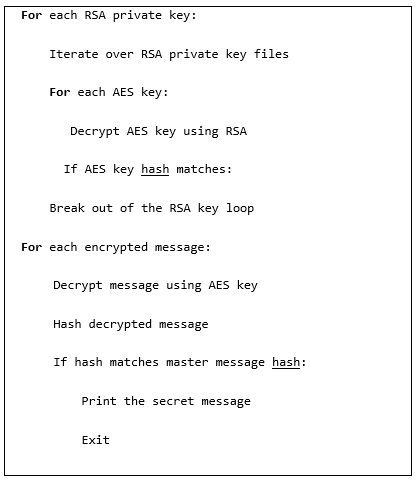 For each RSA private key:
Iterate over RSA private key files
For each AES key:
Decrypt AES key using RSA
If AES key hash matches:
Break out of the RSA key loop
For each encrypted message:
Decrypt message using AES key
Hash decrypted message
If hash matches master message hash:
Print the secret message
Exit